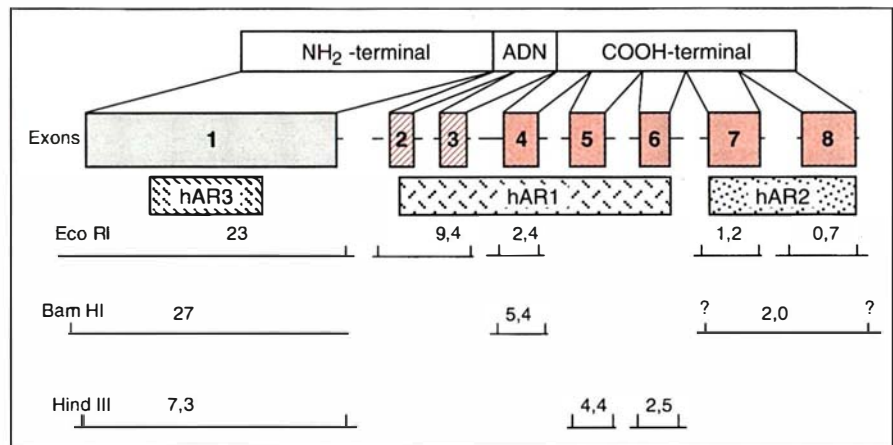 NH₂ -terminal ADN COOH-terminal
Exons 1 2 3 4 5 6 7 8
hAR3 hAR1 hAR2
Eco RI 23 9,4 2,4 1,2 0,7
Bam HI 27 5,4 ? 2,0 ?
Hind III 7,3 4,4 2,5